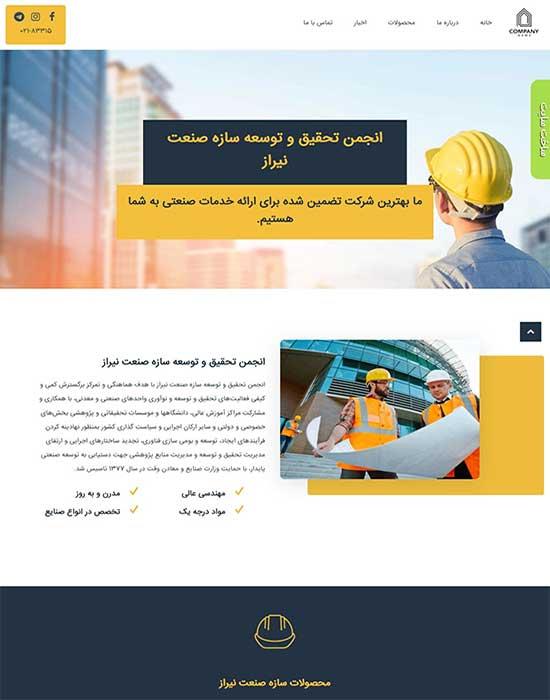 COMPANY
NAME
خانه
درباره ما
محصولات
اخبار
تماس با ما
۰۲۱-۸۳۳۱۵
ساخت سایت
انجمن تحقیق و توسعه سازه صنعت
نیراز
ما بهترین شرکت تضمین شده برای ارائه خدمات صنعتی به شما
هستیم.
انجمن تحقیق و توسعه سازه صنعت نیراز
انجمن تحقیق و توسعه سازه صنعت نیراز با هدف هماهنگی و تمرکز برگسترش کمی و
کیفی فعالیت‌های تحقیق و توسعه و نوآوری واحدهای صنعتی و معدنی، با همکاری و
مشارکت مراکز آموزش عالی، دانشگاهها و موسسات تحقیقاتی و پژوهشی بخش‌های
خصوصی و دولتی و سایر ارکان اجرایی و سیاست گذاری کشور بمنظور نهادینه کردن
فرآیندهای ایجاد، توسعه و بومی سازی فناوری، تجدید ساختارهای اجرایی و ارتقای
مدیریت تحقیق و توسعه و مدیریت منابع پژوهشی جهت دستیابی به توسعه صنعتی
پایدار، با حمایت وزارت صنایع و معادن وقت در سال ۱۳۷۷ تاسیس شد.
مهندسی عالی
مدرن و به روز
مواد درجه یک
تخصص در انواع صنایع
محصولات سازه صنعت نیراز